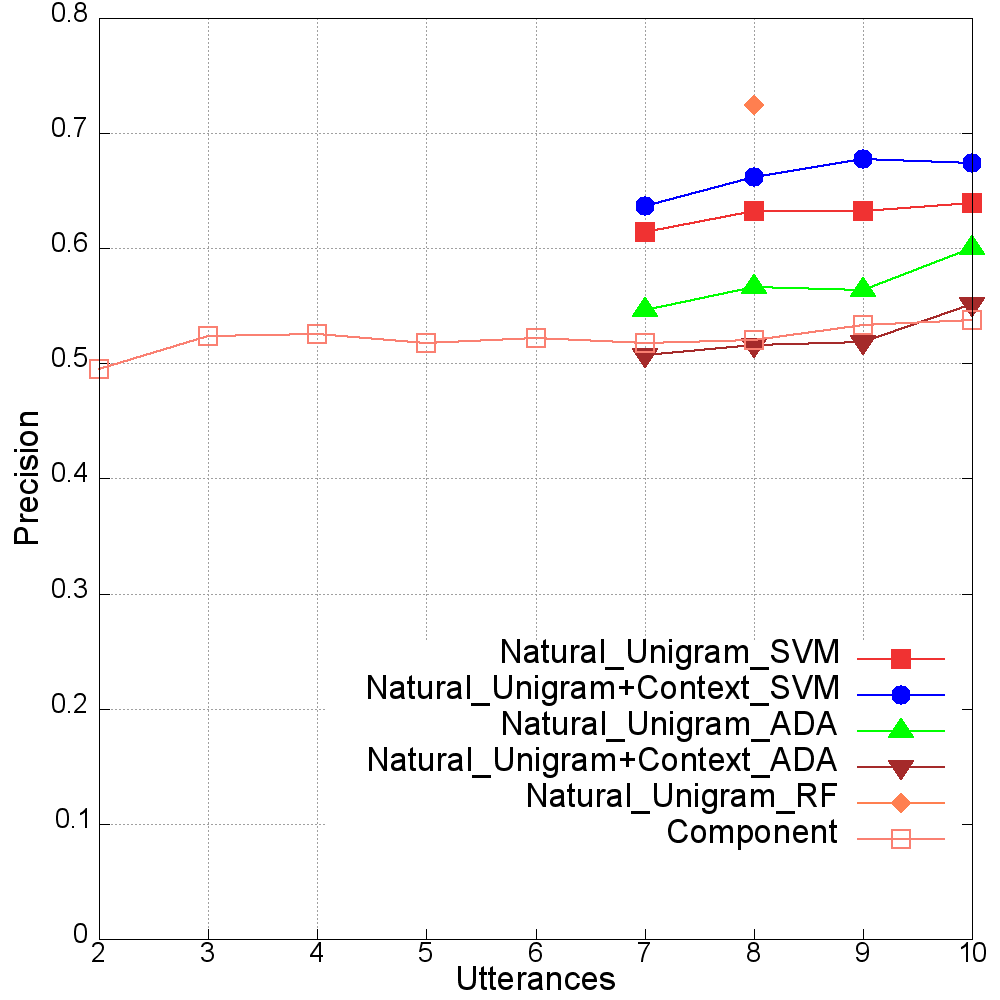 0.8
0.7
0.6
0.5
0.4
0.3
0.2
0.1
0
Precision
Natural_Unigram_SVM
Natural_Unigram+Context_SVM
Natural_Unigram_ADA
Natural_Unigram+Context_ADA
Natural_Unigram_RF
Component
2 3 4 5 6 7 8 9 10
Utterances